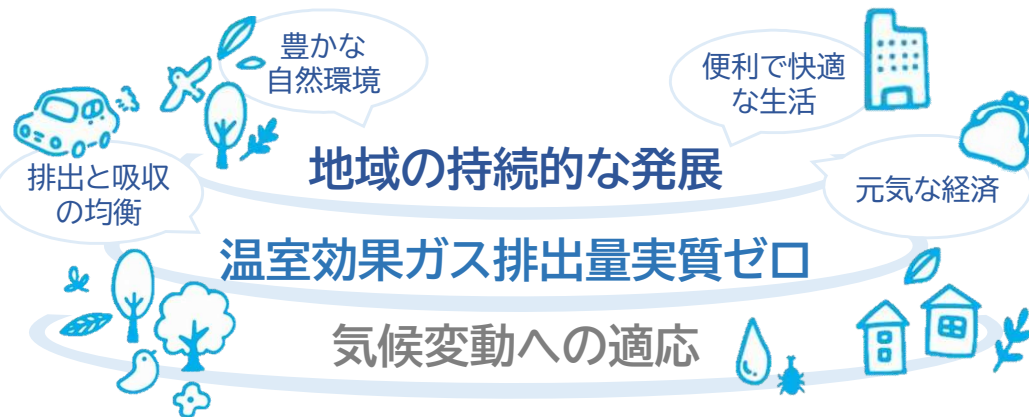 豊かな
自然環境
便利で快適
な生活
排出と吸収
の均衡
地域の持続的な発展
元気な経済
温室効果ガス排出量実質ゼロ
気候変動への適応